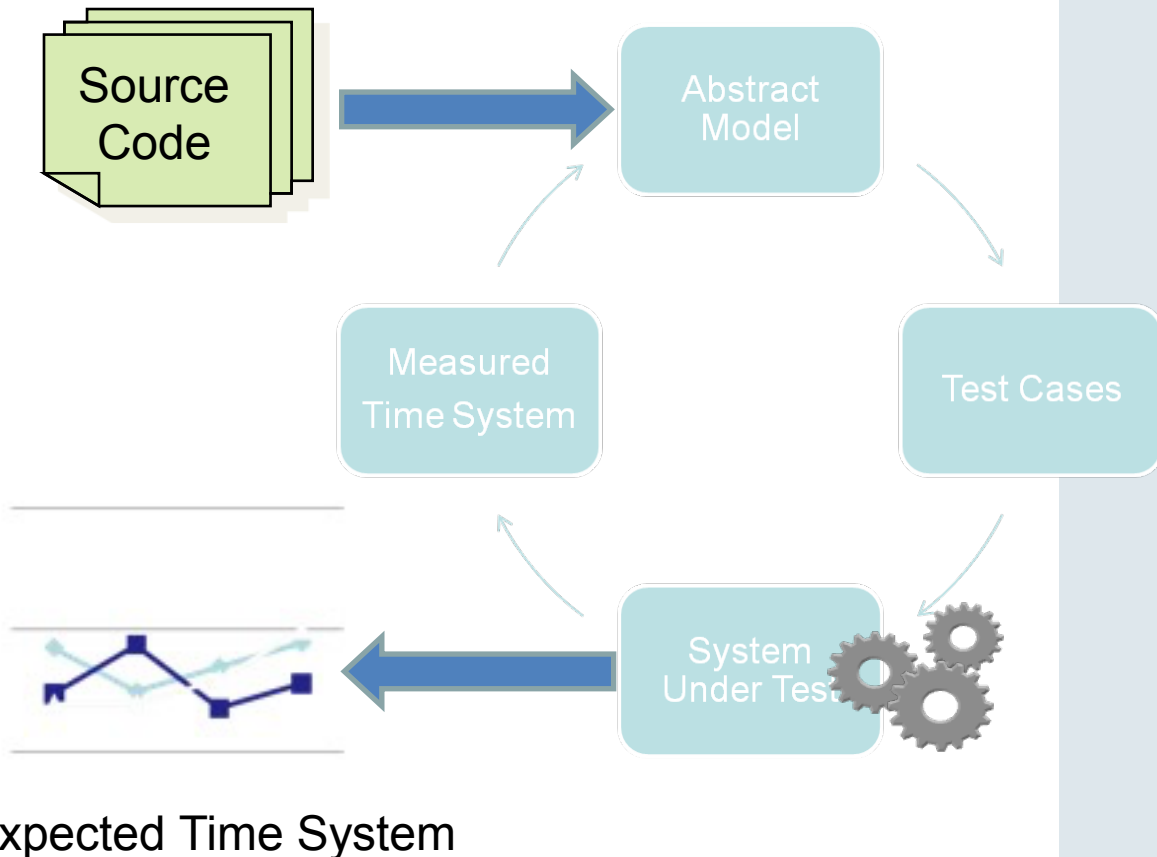 Source
Code
Abstract
Model
Measured
Time System
Test Cases
System
Under Test
xpected Time System